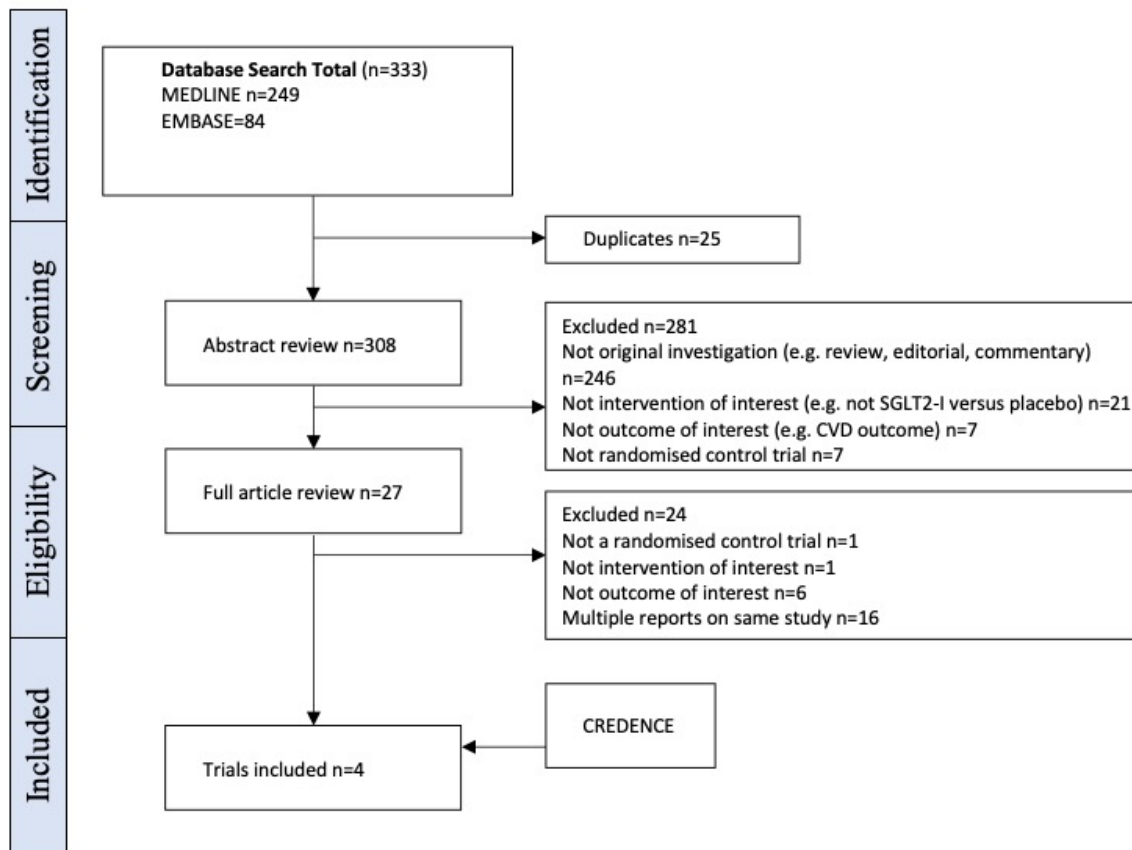 Identification
Database Search Total (n=333)
MEDLINE n=249
EMBASE=84
Duplicates n=25
Screening
Abstract review n=308
Excluded n=281
Not original investigation (e.g. review, editorial, commentary)
n=246
Not intervention of interest (e.g. not SGLT2-I versus placebo) n=21
Not outcome of interest (e.g. CVD outcome) n=7
Not randomised control trial n=7
Eligibility
Full article review n=27
Excluded n=24
Not a randomised control trial n=1
Not intervention of interest n=1
Not outcome of interest n=6
Multiple reports on same study n=16
Included
CREDENCE
Trials included n=4